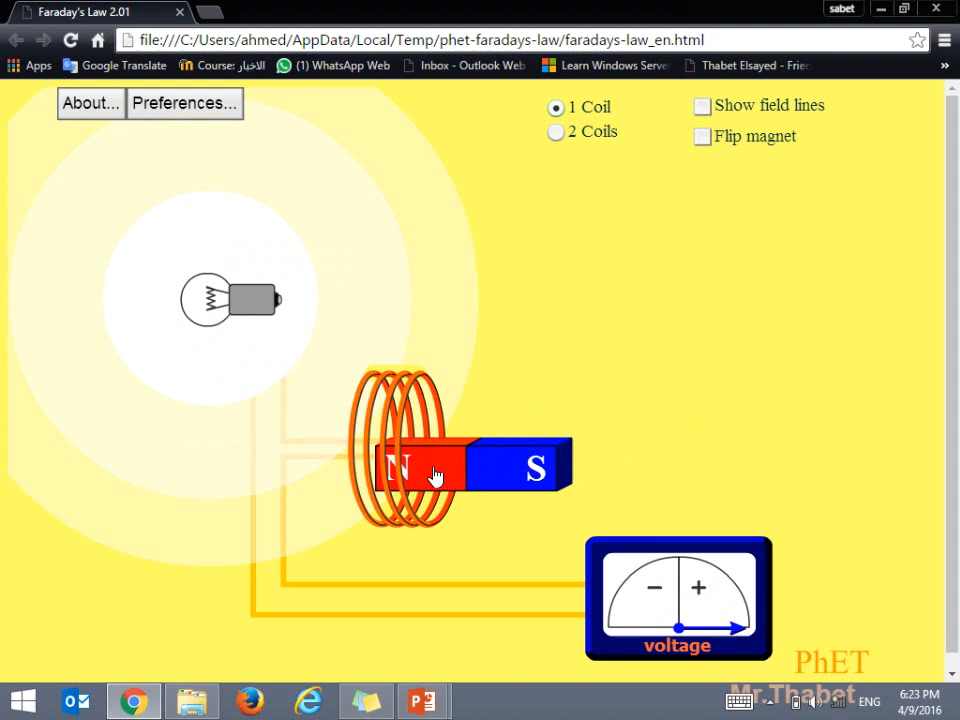 Faraday's Law 2.01
sabet
file:///C:/Users/ahmed/AppData/Local/Temp/phet-faradays-law/faradays-law_en.html
Apps Google Translate Course: الاخبار (1) WhatsApp Web Inbox - Outlook Web Learn Windows Serve Thabet Elsayed - Frien »
About... Preferences...
1 Coil
2 Coils
Show field lines
Flip magnet
N
S
− +
voltage
PhET
Mr.Thabet
ENG
6:23 PM
4/9/2016